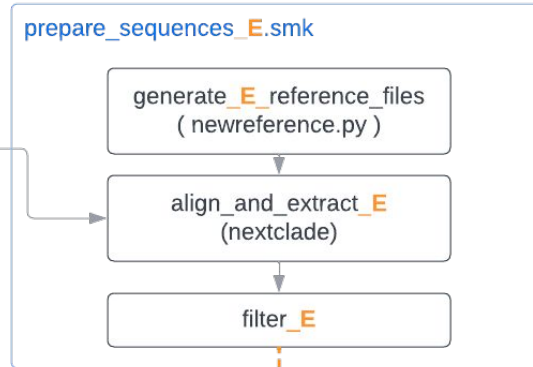 prepare_sequences_E.smk
generate_E_reference_files
( newreference.py )
align_and_extract_E
(nextclade)
filter_E